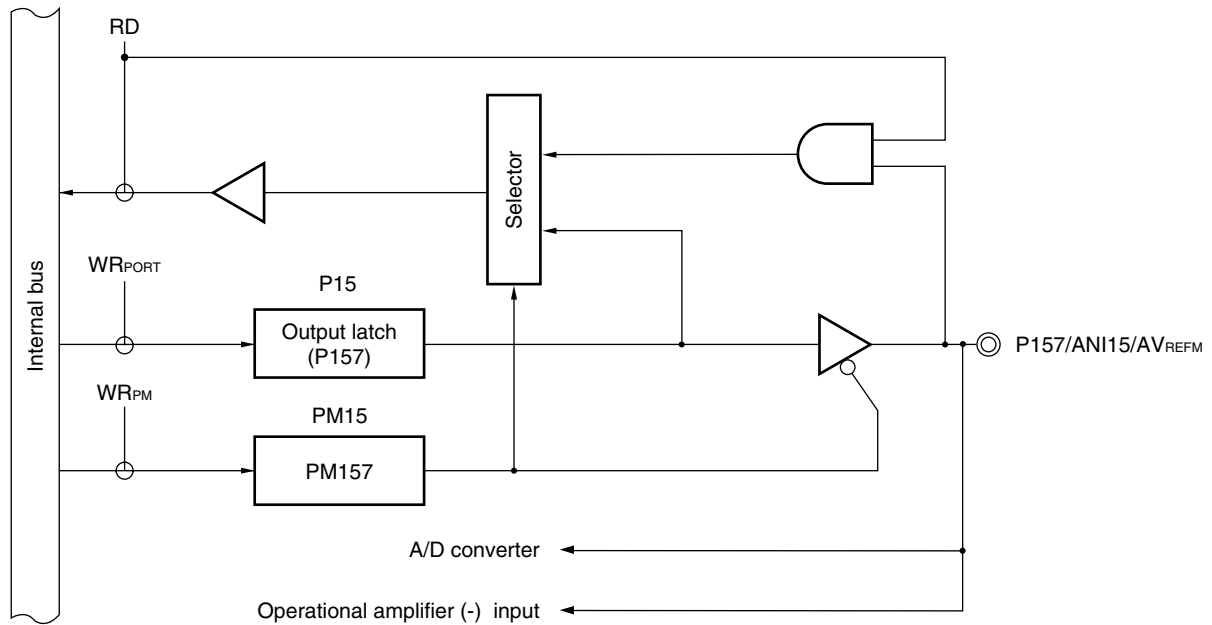 RD
Selector
Internal bus
WRPORT
P15
Output latch
(P157)
P157/ANI15/AVREFM
WRPM
PM15
PM157
A/D converter
Operational amplifier (-) input